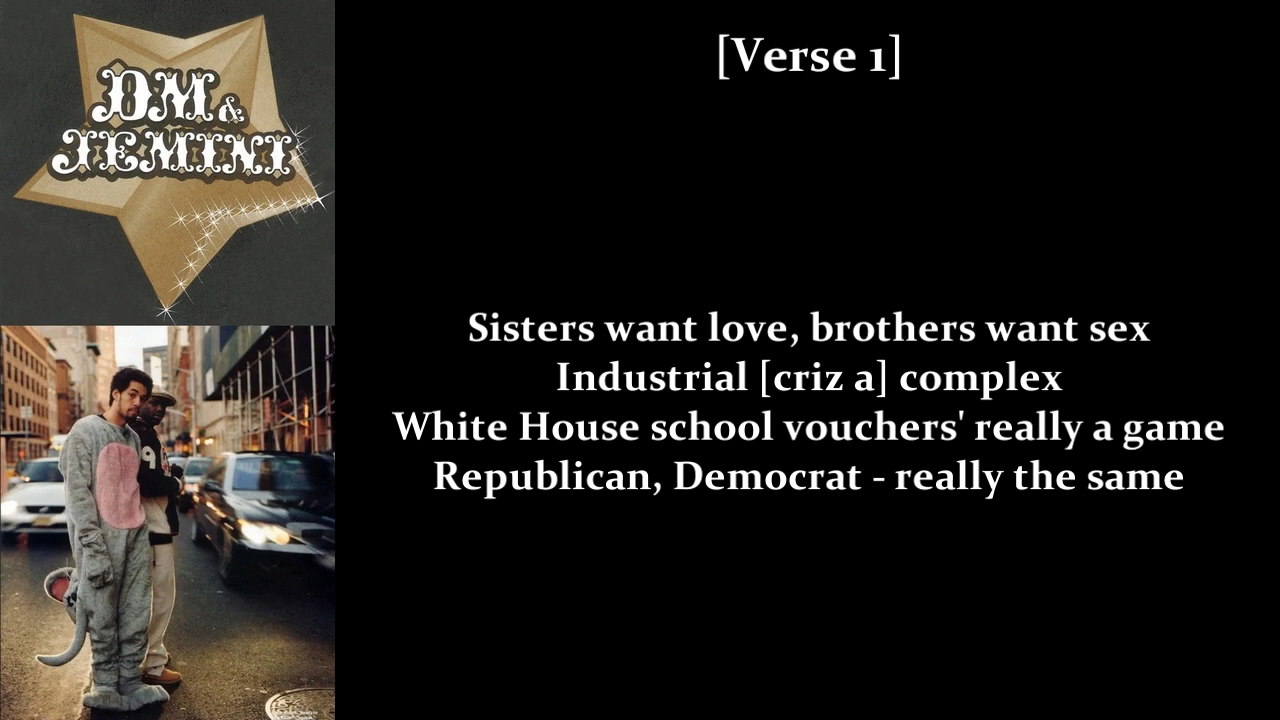 DM &
JEMINI
[Verse 1]
Sisters want love, brothers want sex
Industrial [criz a] complex
White House school vouchers' really a game
Republican, Democrat - really the same
9